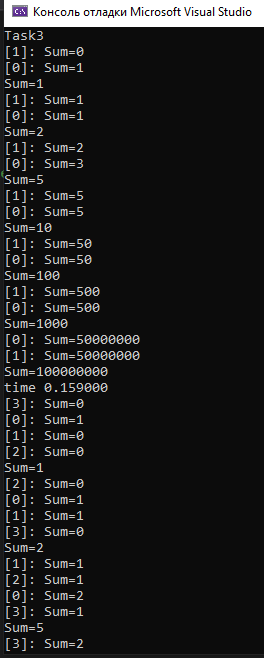 Консоль отладки Microsoft Visual Studio
Task3
[1]: Sum=0
[0]: Sum=1
Sum=1
[1]: Sum=1
[0]: Sum=1
Sum=2
[1]: Sum=2
[0]: Sum=3
Sum=5
[1]: Sum=5
[0]: Sum=5
Sum=10
[1]: Sum=50
[0]: Sum=50
Sum=100
[1]: Sum=500
[0]: Sum=500
Sum=1000
[0]: Sum=50000000
[1]: Sum=50000000
Sum=100000000
time 0.159000
[3]: Sum=0
[0]: Sum=1
[1]: Sum=0
[2]: Sum=0
Sum=1
[2]: Sum=0
[0]: Sum=1
[1]: Sum=1
[3]: Sum=0
Sum=2
[1]: Sum=1
[2]: Sum=1
[0]: Sum=2
[3]: Sum=1
Sum=5
[3]: Sum=2